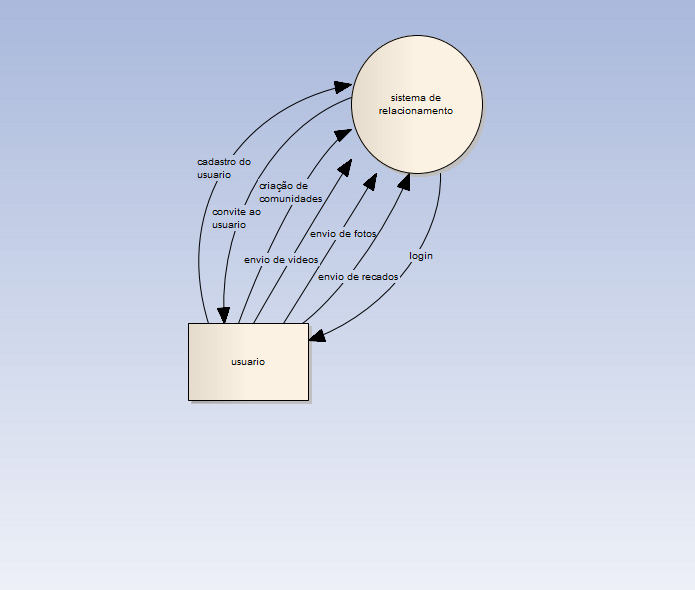 sistema de
relacionamento
cadastro do
usuario
criação de
comunidades
convite ao
usuario
envio de fotos
envio de videos
login
envio de recados
usuario